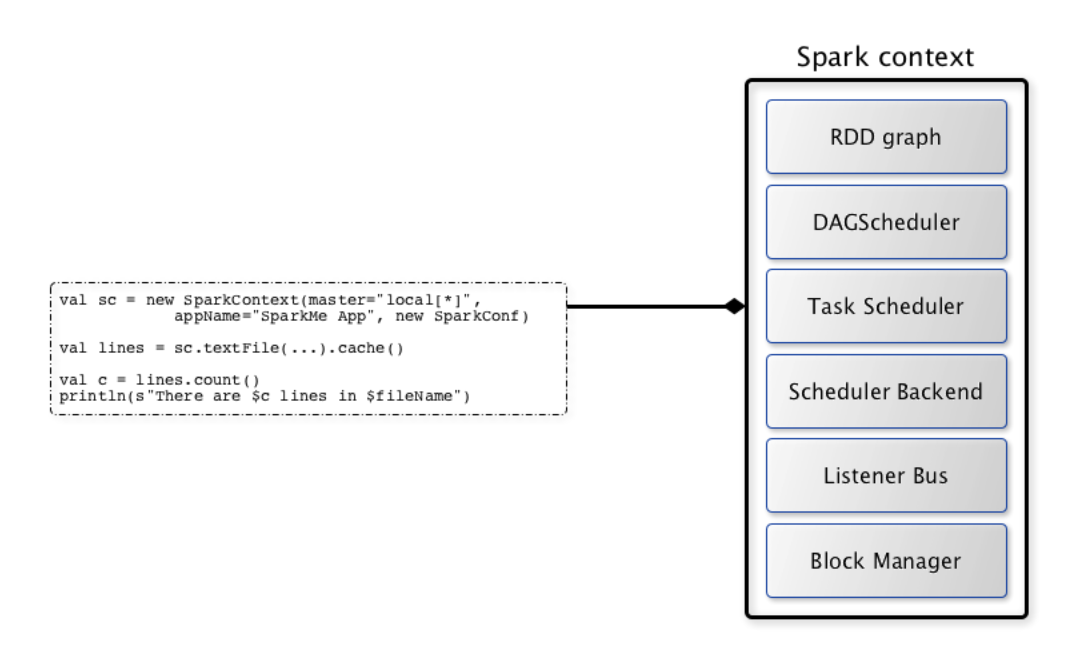 Spark context
RDD graph
DAGScheduler
Task Scheduler
Scheduler Backend
Listener Bus
Block Manager
val sc = new SparkContext(master="local[*]",
appName="SparkMe App", new SparkConf)
val lines = sc.textFile(...).cache()
val c = lines.count()
println(s"There are $c lines in $fileName")